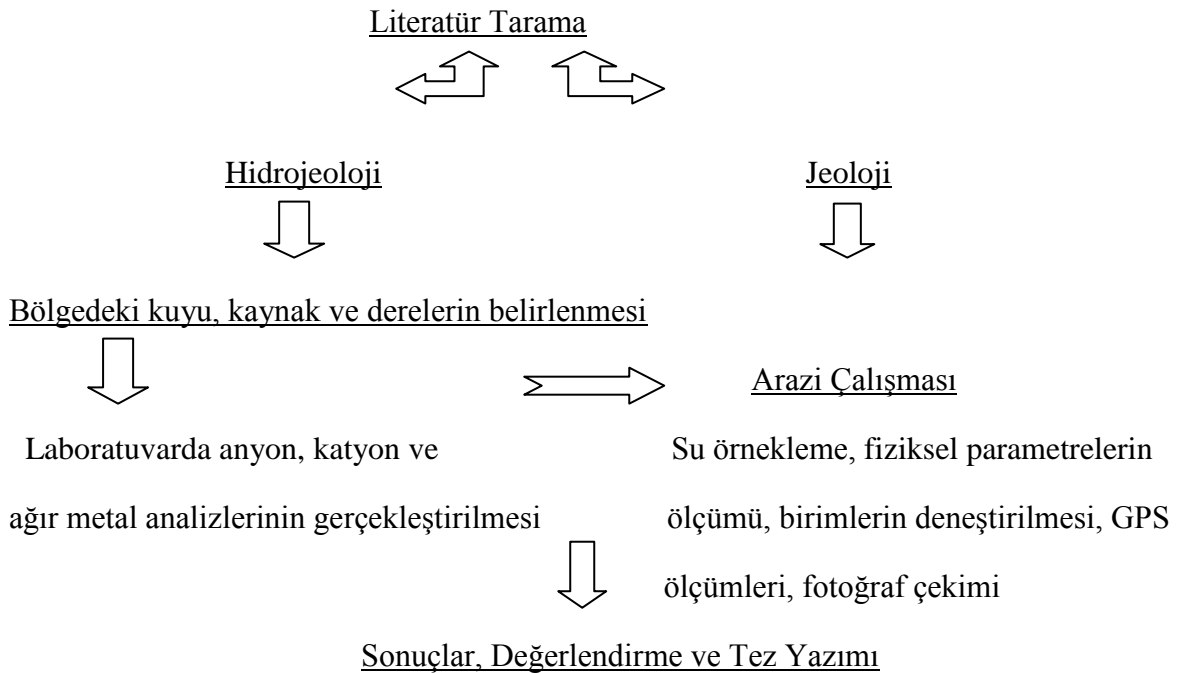 Literatür Tarama
Hidrojeoloji
Jeoloji
Bölgedeki kuyu, kaynak ve derelerin belirlenmesi
Arazi Çalışması
Laboratuvarda anyon, katyon ve
ağır metal analizlerinin gerçekleştirilmesi
Su örnekleme, fiziksel parametrelerin
ölçümü, birimlerin deneştirilmesi, GPS
ölçümleri, fotoğraf çekimi
Sonuçlar, Değerlendirme ve Tez Yazımı